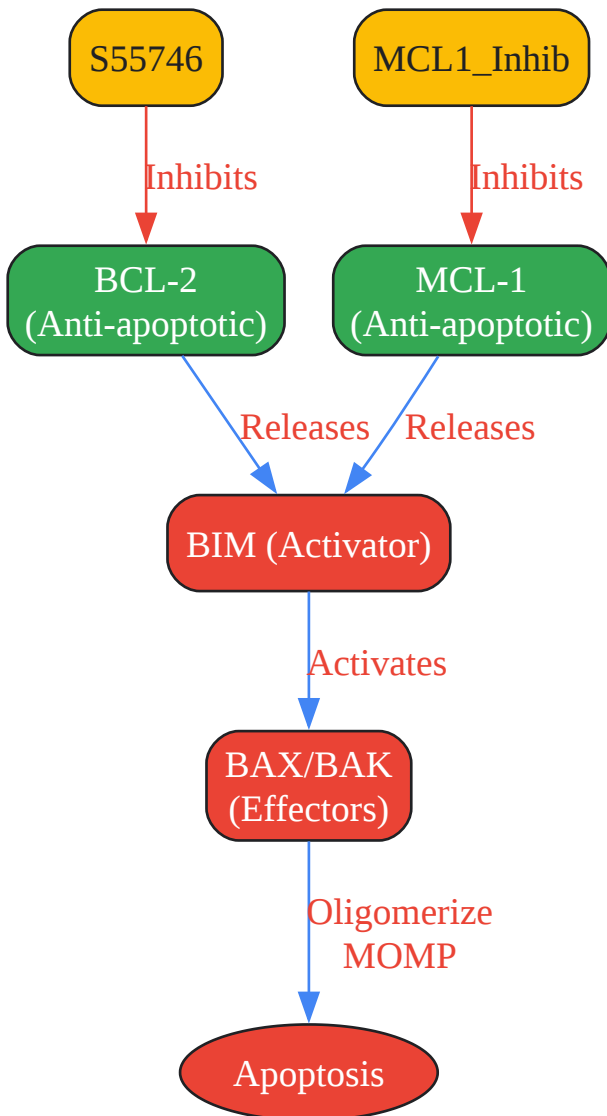 S55746
MCL1_Inhib
Inhibits
Inhibits
BCL-2
(Anti-apoptotic)
MCL-1
(Anti-apoptotic)
Releases
Releases
BIM (Activator)
Activates
BAX/BAK
(Effectors)
Oligomerize
MOMP
Apoptosis